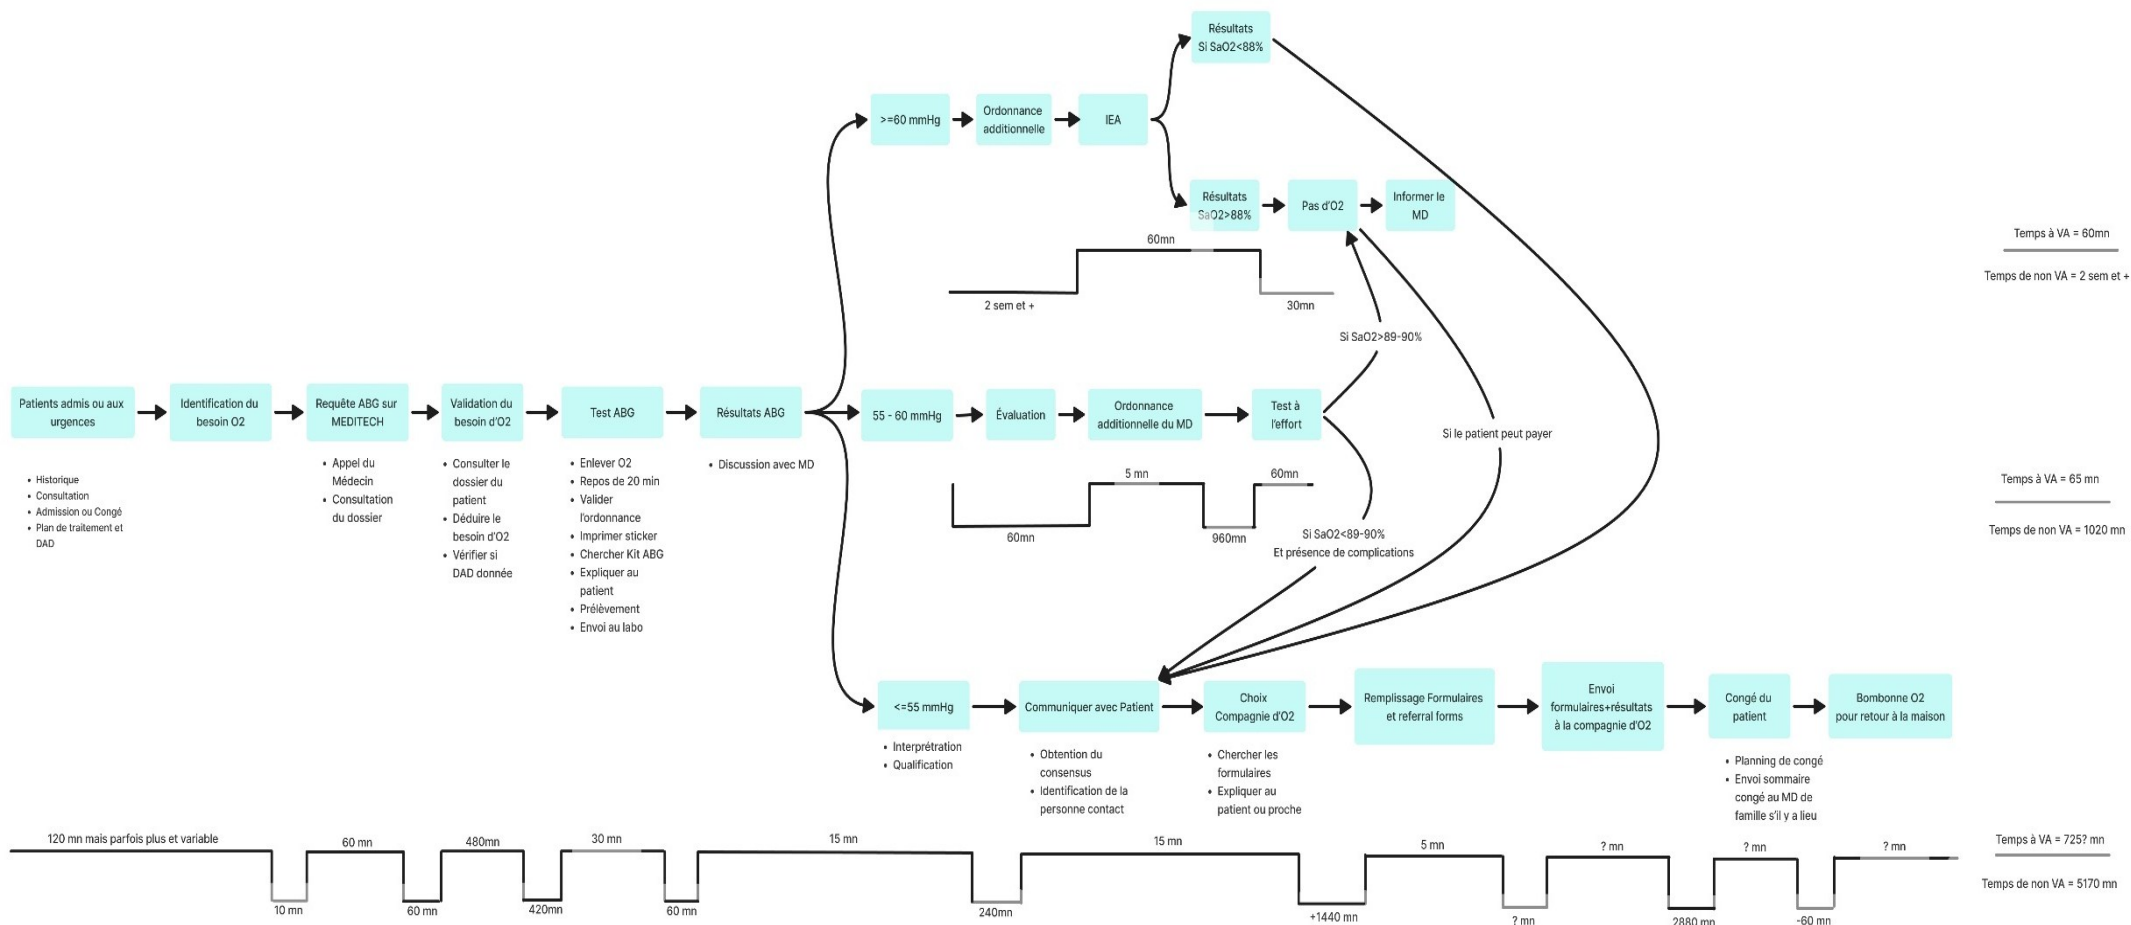 Résultats
Si SaO2<88%
>=60 mmHg
Ordonnance
additionnelle
IEA
Résultats
SaO2>88%
Pas d'O2
Informer le
MD
60mn
2 sem et +
30mn
Temps à VA = 60mn
Temps de non VA = 2 sem et +
Si SaO2>89-90%
Patients admis ou aux
urgences
Identification du
besoin O2
Requête ABG sur
MEDITECH
Validation du
besoin d'O2
Test ABG
Résultats ABG
55 - 60 mmHg
Évaluation
Ordonnance
additionnelle du MD
Test à
l'effort
Si le patient peut payer
• Historique
• Consultation
• Admission ou Congé
• Plan de traitement et
DAD
• Appel du
Médecin
• Consultation
du dossier
• Consulter le
dossier du
patient
• Déduire le
besoin d'O2
• Vérifier si
DAD donnée
• Enlever O2
• Repos de 20 min
• Valider
l'ordonnance
• Imprimer sticker
• Chercher Kit ABG
• Expliquer au
patient
• Prélèvement
• Envoi au labo
• Discussion avec MD
5 mn
60mn
60mn
960mn
Temps à VA = 65 mn
Temps de non VA = 1020 mn
Si SaO2<89-90%
Et présence de complications
<=55 mmHg
Communiquer avec Patient
Choix
Compagnie d'O2
Remplissage Formulaires
et referral forms
Envoi
formulaires+résultats
à la compagnie d'O2
Congé du
patient
Bombonne O2
pour retour à la maison
• Interprétration
• Qualification
• Obtention du
consensus
• Identification de la
personne contact
• Chercher les
formulaires
• Expliquer au
patient ou proche
• Planning de congé
• Envoi sommaire
congé au MD de
famille s'il y a lieu
120 mn mais parfois plus et variable
60 mn
480mn
30 mn
15 mn
15 mn
5 mn
? mn
? mn
? mn
10 mn
60 mn
420mn
60 mn
240mn
+1440 mn
? mn
2880 mn
-60 mn
Temps à VA = 725? mn
Temps de non VA = 5170 mn